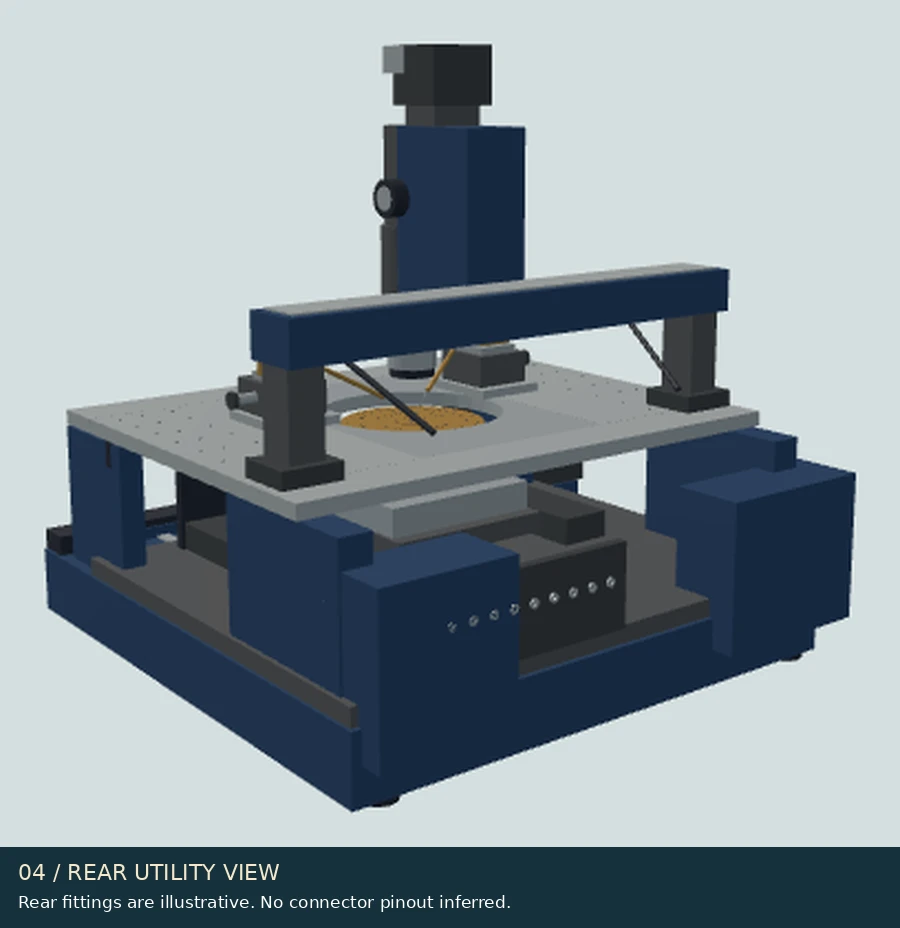 04 / REAR UTILITY VIEW
Rear fittings are illustrative. No connector pinout inferred.